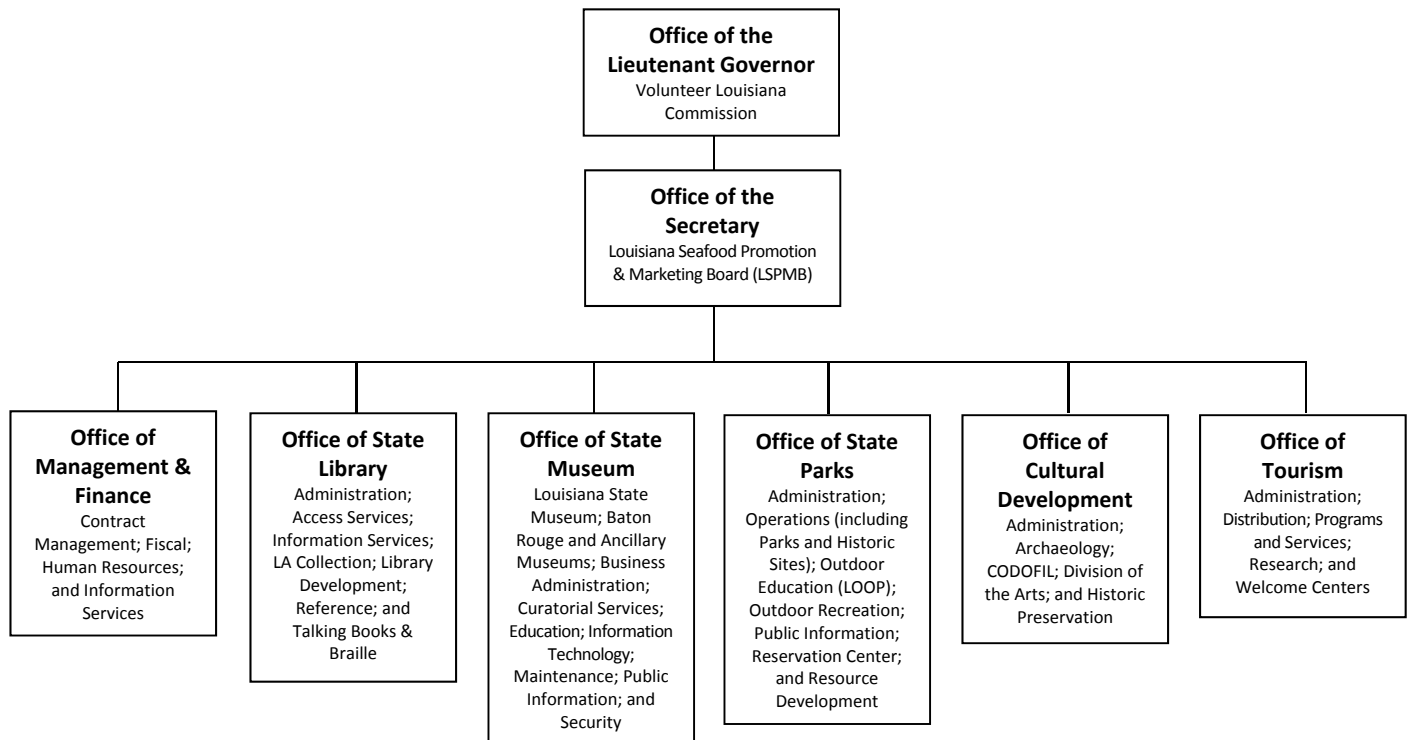 Office of the
Lieutenant Governor
Volunteer Louisiana
Commission
Office of the
Secretary
Louisiana Seafood Promotion
& Marketing Board (LSPMB)
Office of
Management &
Finance
Contract
Management; Fiscal;
Human Resources;
and Information
Services
Office of State
Library
Administration;
Access Services;
Information Services;
LA Collection; Library
Development;
Reference; and
Talking Books &
Braille
Office of State
Museum
Louisiana State
Museum; Baton
Rouge and Ancillary
Museums; Business
Administration;
Curatorial Services;
Education; Information
Technology;
Maintenance; Public
Information; and
Security
Office of State
Parks
Administration;
Operations (including
Parks and Historic
Sites); Outdoor
Education (LOOP);
Outdoor Recreation;
Public Information;
Reservation Center;
and Resource
Development
Office of
Cultural
Development
Administration;
Archaeology;
CODOFIL; Division of
the Arts; and Historic
Preservation
Office of
Tourism
Administration;
Distribution; Programs
and Services;
Research; and
Welcome Centers